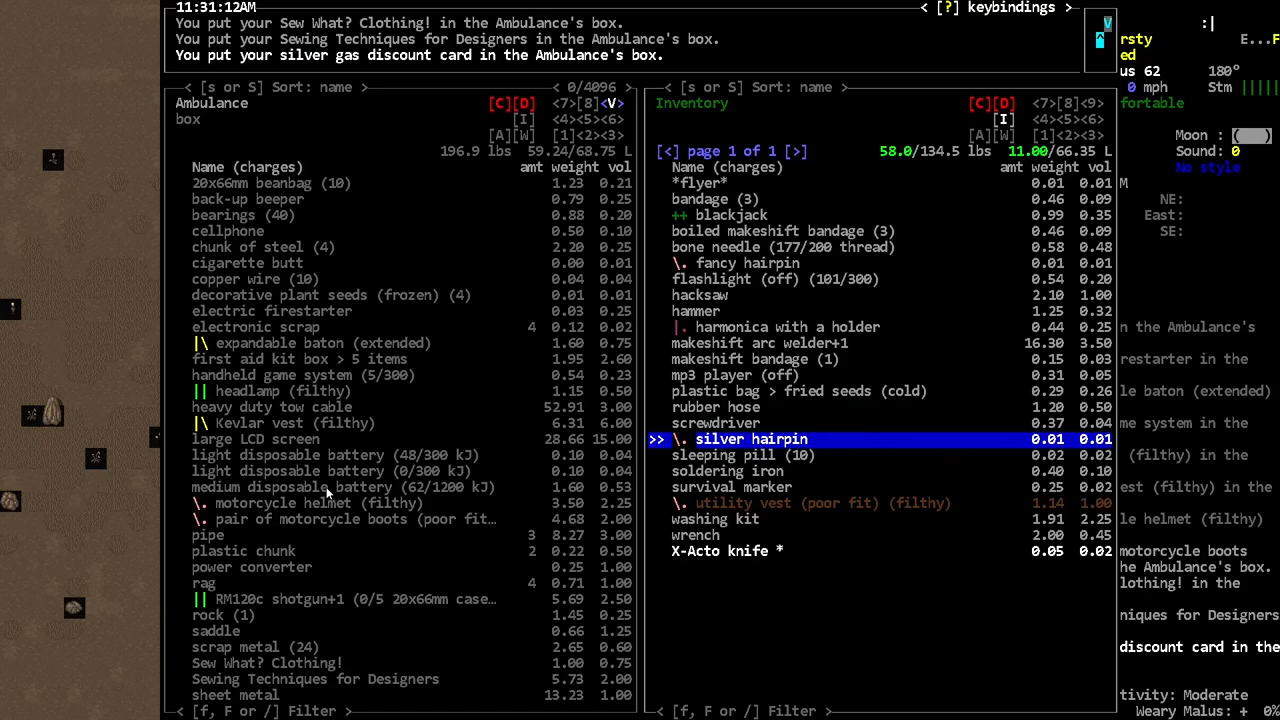 11:31:12AM
< [?] keybindings >
You put your Sew What? Clothing! in the Ambulance's box.
You put your Sewing Techniques for Designers in the Ambulance's box.
You put your silver gas discount card in the Ambulance's box.
V
^
:|
rsty E...F
ed
us 62 180°
0 mph Stm |||||
fortable
Moon : (   )
Sound: 0
No style
M
NE:
East:
SE:
< [s or S] Sort: name > < 0/4096 >
Ambulance [C][D] <7>[8]<V>
box [I] <4><5><6>
[A][W] [1]<2><3>
196.9 lbs 59.24/68.75 L
Name (charges) amt weight vol
20x66mm beanbag (10) 1.23 0.21
back-up beeper 0.79 0.25
bearings (40) 0.88 0.20
cellphone 0.50 0.10
chunk of steel (4) 2.20 0.25
cigarette butt 0.00 0.01
copper wire (10) 0.04 0.04
decorative plant seeds (frozen) (4) 0.01 0.01
electric firestarter 0.03 0.25
electronic scrap 4 0.12 0.02
|\ expandable baton (extended) 1.60 0.75
first aid kit box > 5 items 1.95 2.60
handheld game system (5/300) 0.54 0.23
|| headlamp (filthy) 1.15 0.50
heavy duty tow cable 52.91 3.00
|\ Kevlar vest (filthy) 6.31 6.00
large LCD screen 28.66 15.00
light disposable battery (48/300 kJ) 0.10 0.04
light disposable battery (0/300 kJ) 0.10 0.04
medium disposable battery (62/1200 kJ) 1.60 0.53
\. motorcycle helmet (filthy) 3.50 2.25
\. pair of motorcycle boots (poor fit… 4.68 2.00
pipe 3 8.27 3.00
plastic chunk 2 0.22 0.50
power converter 0.25 1.00
rag 4 0.71 1.00
|| RM120c shotgun+1 (0/5 20x66mm case… 5.69 2.50
rock (1) 1.45 0.25
saddle 0.66 1.25
scrap metal (24) 2.65 0.60
Sew What? Clothing! 1.00 0.75
Sewing Techniques for Designers 5.73 2.00
sheet metal 13.23 1.00
< [f, F or /] Filter >
< [s or S] Sort: name >
Inventory [C][D] <7>[8]<9>
[I] <4><5><6>
[A][W] [1]<2><3>
[<] page 1 of 1 [>] 58.0/134.5 lbs 11.00/66.35 L
Name (charges) amt weight vol
*flyer* 0.01 0.01
bandage (3) 0.46 0.09
++ blackjack 0.99 0.35
boiled makeshift bandage (3) 0.46 0.09
bone needle (177/200 thread) 0.58 0.48
\. fancy hairpin 0.01 0.01
flashlight (off) (101/300) 0.54 0.20
hacksaw 2.10 1.00
hammer 1.25 0.32
|. harmonica with a holder 0.44 0.25
makeshift arc welder+1 16.30 3.50
makeshift bandage (1) 0.15 0.03
mp3 player (off) 0.31 0.05
plastic bag > fried seeds (cold) 0.29 0.26
rubber hose 1.20 0.50
screwdriver 0.37 0.04
>> \. silver hairpin 0.01 0.01
sleeping pill (10) 0.02 0.02
soldering iron 0.40 0.10
survival marker 0.25 0.02
\. utility vest (poor fit) (filthy) 1.14 1.00
washing kit 1.91 2.25
wrench 2.00 0.45
X-Acto knife * 0.05 0.02
< [f, F or /] Filter >
n the Ambulance's
restarter in the
le baton (extended)
me system in the
(filthy) in the
est (filthy) in the
le helmet (filthy)
motorcycle boots
he Ambulance's box.
lothing! in the
niques for Designers
discount card in the
tivity: Moderate
Weary Malus: + 0%